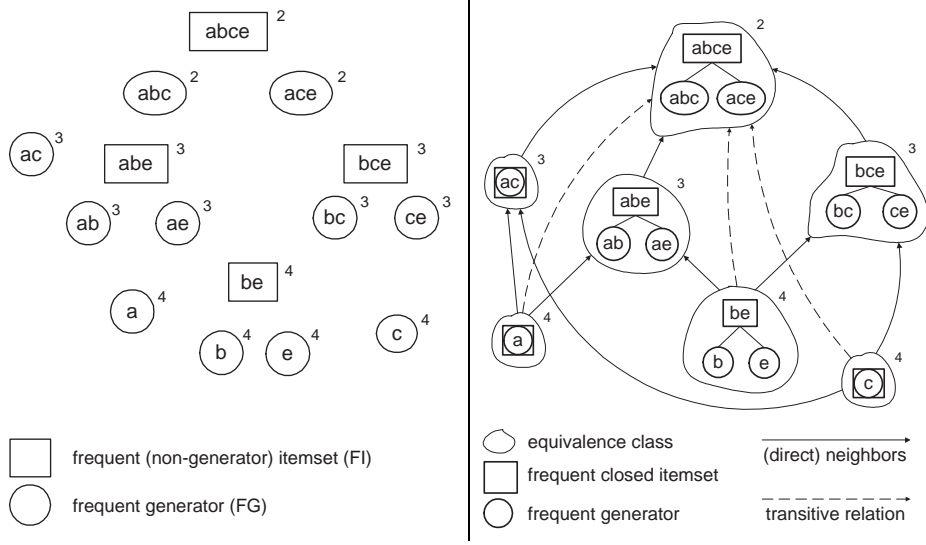 abce 2
abc 2 ace 2
ac 3
abe 3 bce 3
ab 3 ae 3 bc 3 ce 3
be 4
a 4
b 4 e 4 c 4
frequent (non-generator) itemset (FI)
frequent generator (FG)
2
abce
abc ace
3
ac
3
abe
ab ae
3
bce
bc ce
4
a
4
be
b e
4
c
equivalence class
frequent closed itemset
frequent generator
(direct) neighbors
transitive relation